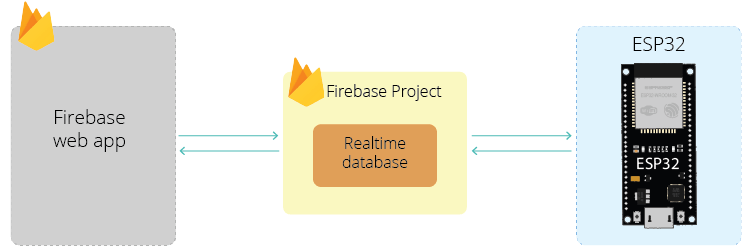 Firebase
web app
Firebase Project
Realtime
database
ESP32
ESP32